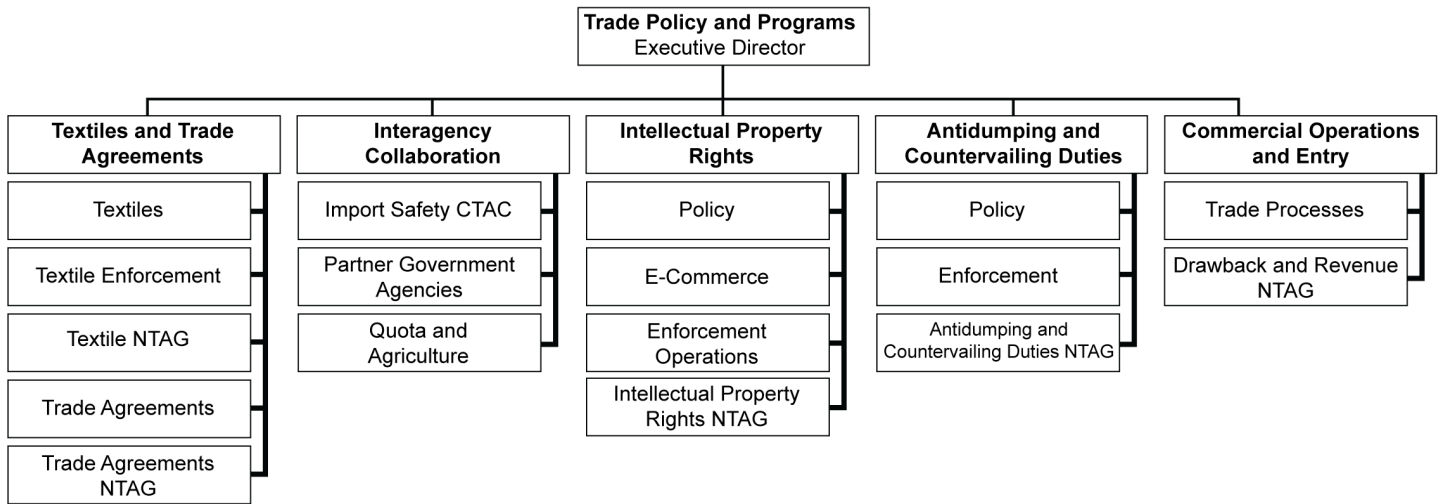 Trade Policy and Programs
Executive Director
Textiles and Trade
Agreements
Textiles
Textile Enforcement
Textile NTAG
Trade Agreements
Trade Agreements
NTAG
Interagency
Collaboration
Import Safety CTAC
Partner Government
Agencies
Quota and
Agriculture
Intellectual Property
Rights
Policy
E-Commerce
Enforcement
Operations
Intellectual Property
Rights NTAG
Antidumping and
Countervailing Duties
Policy
Enforcement
Antidumping and
Countervailing Duties NTAG
Commercial Operations
and Entry
Trade Processes
Drawback and Revenue
NTAG